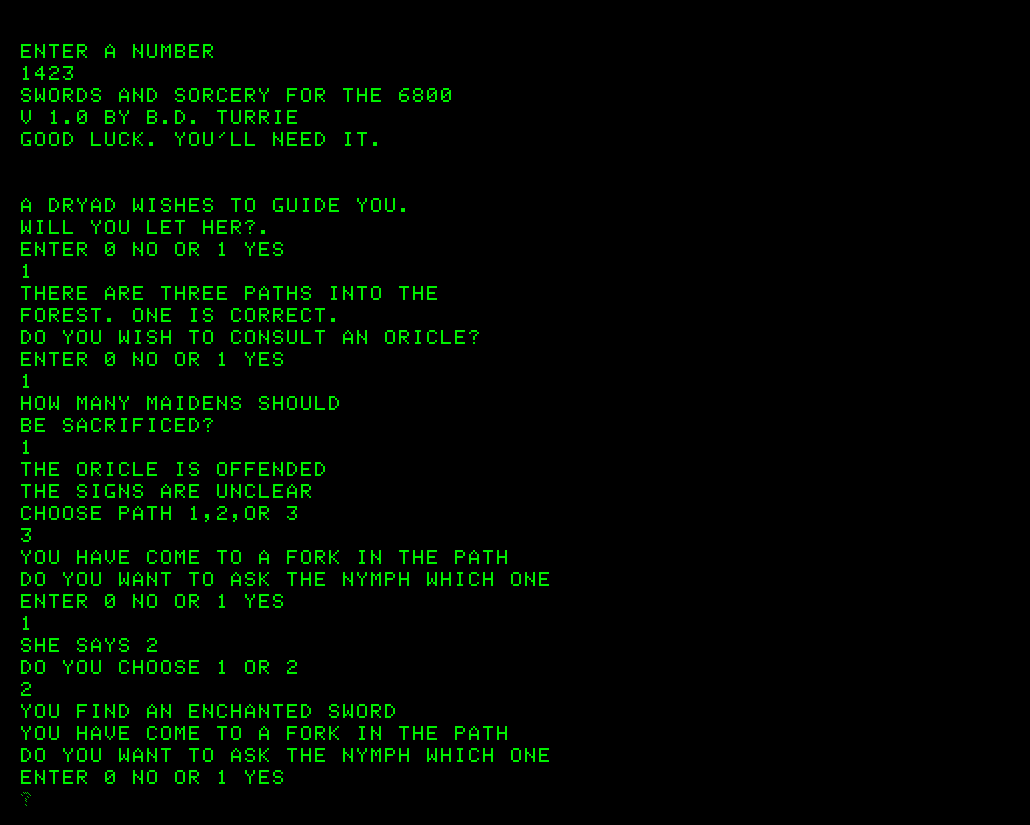 ENTER A NUMBER
1423
SWORDS AND SORCERY FOR THE 6800
V 1.0 BY B.D. TURRIE
GOOD LUCK. YOU'LL NEED IT.
A DRYAD WISHES TO GUIDE YOU.
WILL YOU LET HER?.
ENTER 0 NO OR 1 YES
1
THERE ARE THREE PATHS INTO THE
FOREST. ONE IS CORRECT.
DO YOU WISH TO CONSULT AN ORICLE?
ENTER 0 NO OR 1 YES
1
HOW MANY MAIDENS SHOULD
BE SACRIFICED?
1
THE ORICLE IS OFFENDED
THE SIGNS ARE UNCLEAR
CHOOSE PATH 1,2,OR 3
3
YOU HAVE COME TO A FORK IN THE PATH
DO YOU WANT TO ASK THE NYMPH WHICH ONE
ENTER 0 NO OR 1 YES
1
SHE SAYS 2
DO YOU CHOOSE 1 OR 2
2
YOU FIND AN ENCHANTED SWORD
YOU HAVE COME TO A FORK IN THE PATH
DO YOU WANT TO ASK THE NYMPH WHICH ONE
ENTER 0 NO OR 1 YES
?